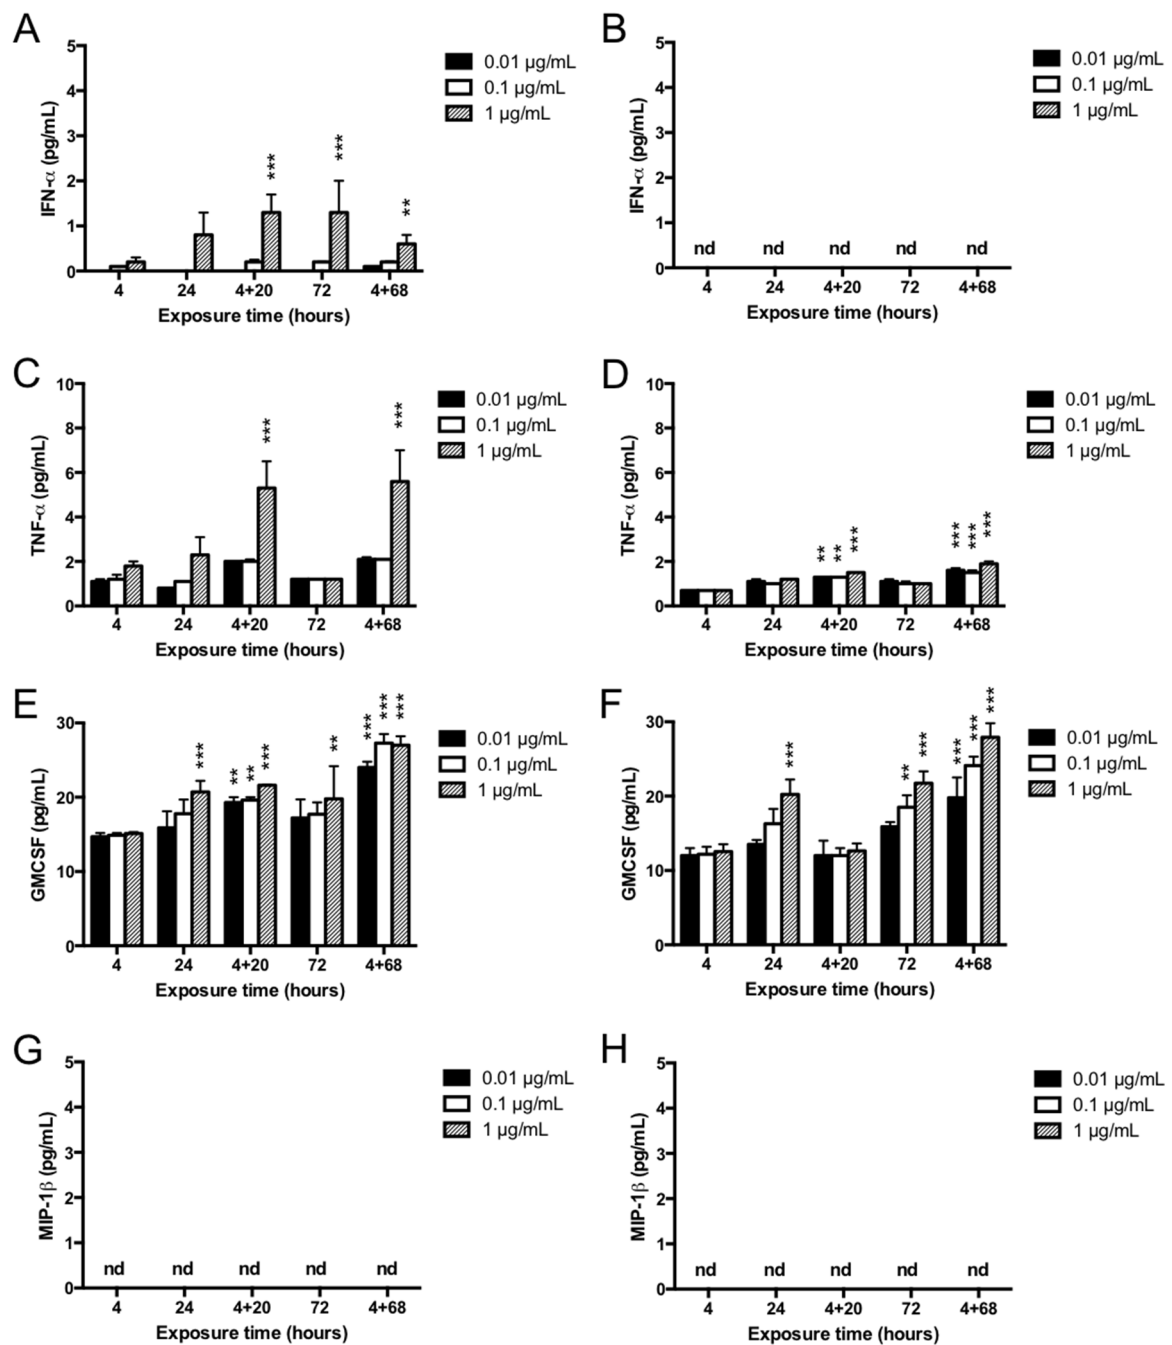 A
IFN-α (pg/mL)
5
4
3
2
1
0
***
***
**
4 24 4+20 72 4+68
Exposure time (hours)
0.01 µg/mL
0.1 µg/mL
1 µg/mL
B
IFN-α (pg/mL)
5
4
3
2
1
0
nd nd nd nd nd
4 24 4+20 72 4+68
Exposure time (hours)
0.01 µg/mL
0.1 µg/mL
1 µg/mL
C
TNF-α (pg/mL)
10
8
6
4
2
0
***
***
4 24 4+20 72 4+68
Exposure time (hours)
0.01 µg/mL
0.1 µg/mL
1 µg/mL
D
TNF-α (pg/mL)
10
8
6
4
2
0
** ** ***
*** *** ***
4 24 4+20 72 4+68
Exposure time (hours)
0.01 µg/mL
0.1 µg/mL
1 µg/mL
E
GMCSF (pg/mL)
30
20
10
0
***
** ** ***
**
*** *** ***
4 24 4+20 72 4+68
Exposure time (hours)
0.01 µg/mL
0.1 µg/mL
1 µg/mL
F
GMCSF (pg/mL)
30
20
10
0
***
** ***
*** *** ***
4 24 4+20 72 4+68
Exposure time (hours)
0.01 µg/mL
0.1 µg/mL
1 µg/mL
G
MIP-1β (pg/mL)
5
4
3
2
1
0
nd nd nd nd nd
4 24 4+20 72 4+68
Exposure time (hours)
0.01 µg/mL
0.1 µg/mL
1 µg/mL
H
MIP-1β (pg/mL)
5
4
3
2
1
0
nd nd nd nd nd
4 24 4+20 72 4+68
Exposure time (hours)
0.01 µg/mL
0.1 µg/mL
1 µg/mL